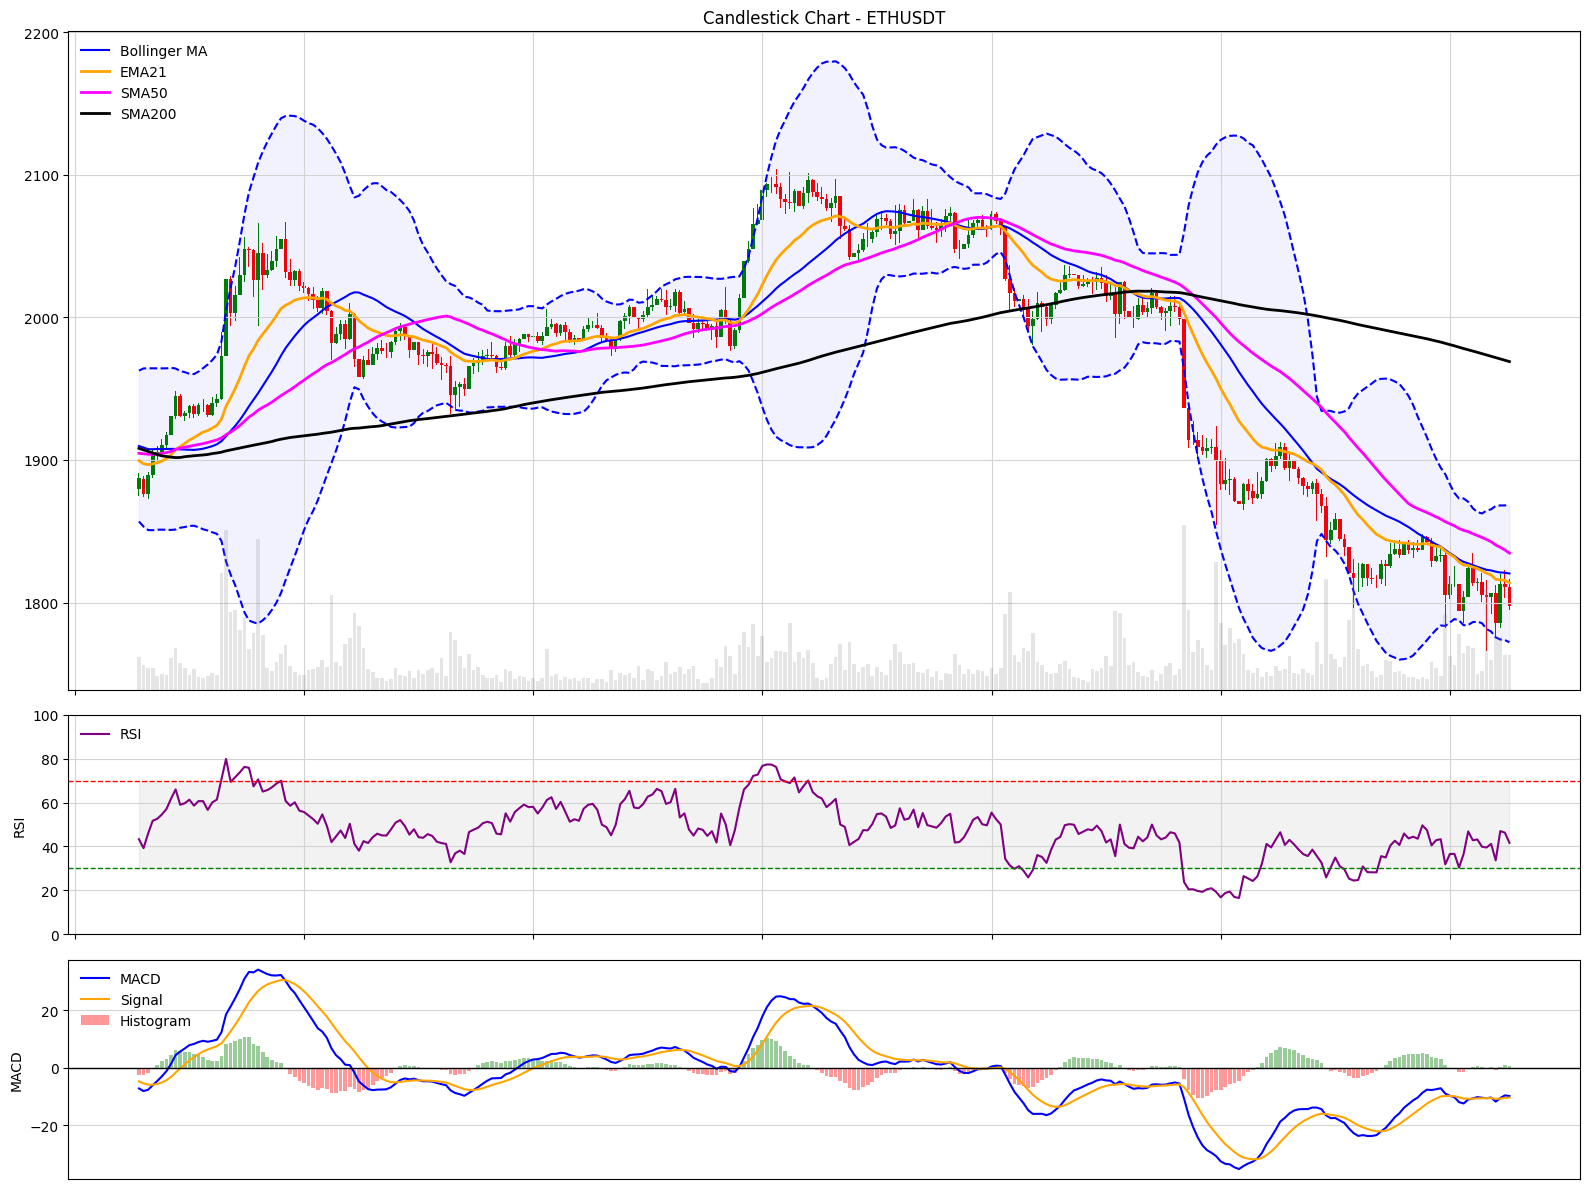 Candlestick Chart - ETHUSDT
2200
Bollinger MA
EMA21
SMA50
SMA200
2100
2000
1900
1800
100
RSI
80
60
RSI
40
20
0
MACD
Signal
Histogram
20
0
MACD
−20